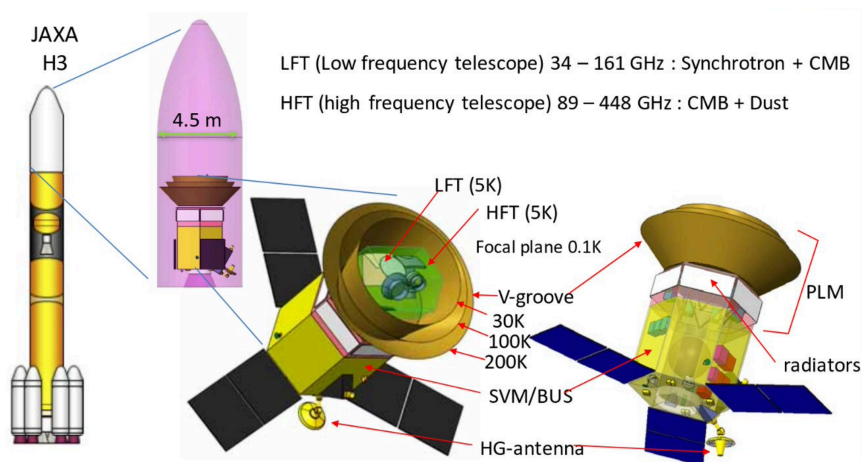 JAXA
H3
4.5 m
LFT (Low frequency telescope) 34 – 161 GHz : Synchrotron + CMB
HFT (high frequency telescope) 89 – 448 GHz : CMB + Dust
LFT (5K)
HFT (5K)
Focal plane 0.1K
V-groove
30K
100K
200K
SVM/BUS
HG-antenna
PLM
radiators